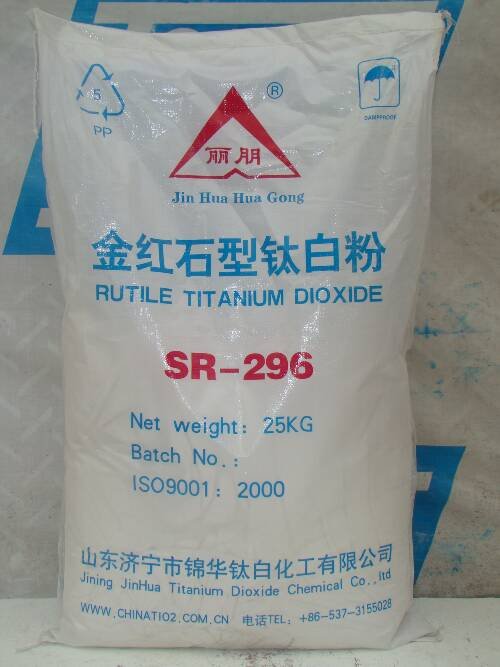 5
PP
®
DAMPPROOF
丽朋
Jin Hua Hua Gong
金红石型钛白粉
RUTILE TITANIUM DIOXIDE
SR-296
Net weight: 25KG
Batch No.:
ISO9001: 2000
山东济宁市锦华钛白化工有限公司
Jining JinHua Titanium Dioxide Chemical Co.,ltd
WWW.CHINATIO2.COM.CN 电话TEL: +86-537-3155028